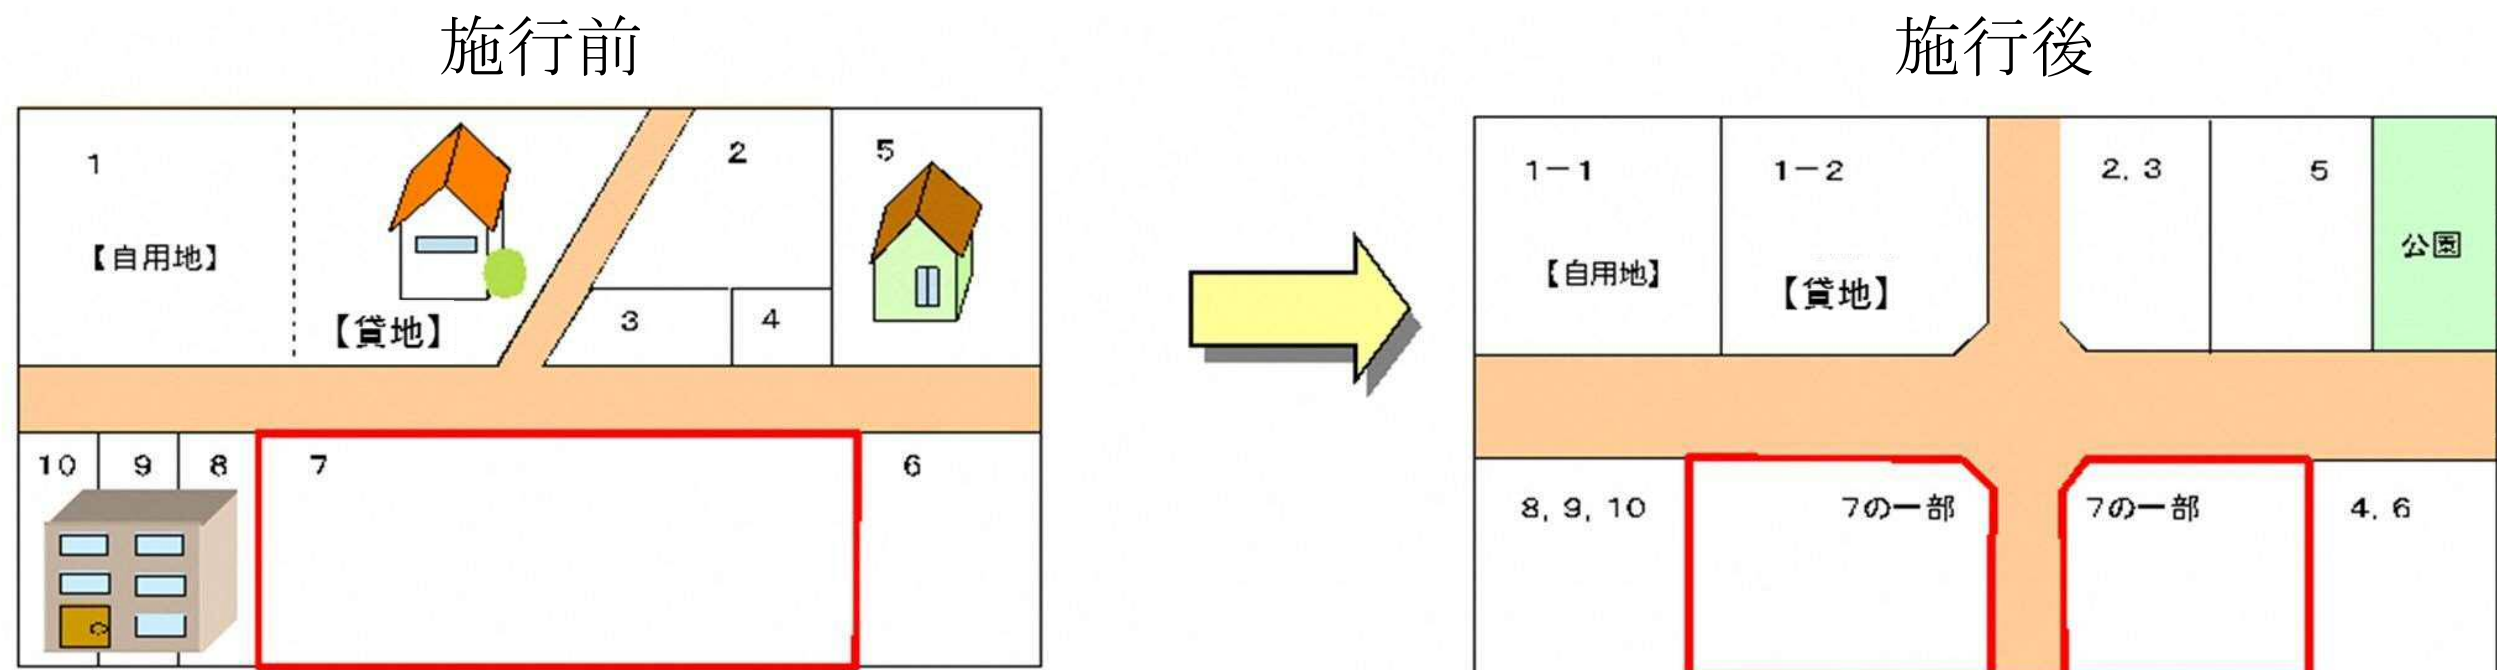 施行前
施行後
1
2
5
【自用地】
【貸地】
3
4
10
9
8
7
6
1－1
1－2
2, 3
5
公園
【自用地】
【貸地】
8, 9, 10
7の一部
7の一部
4, 6